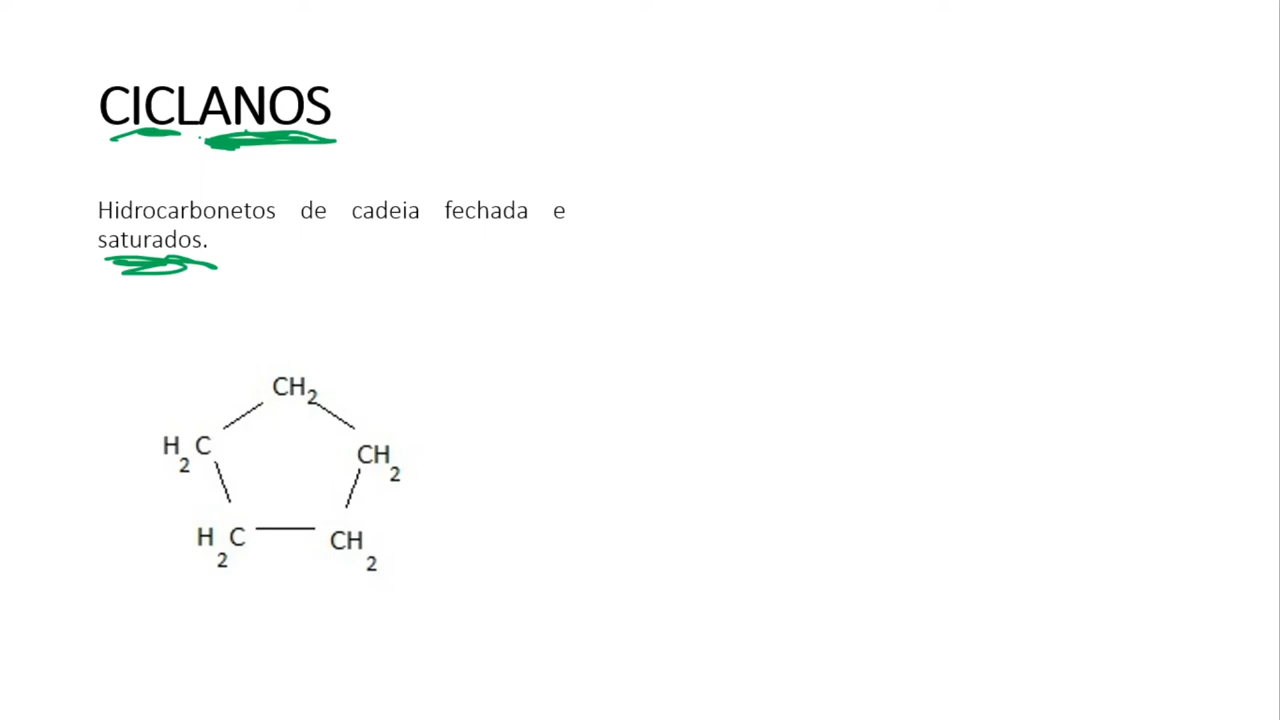 CICLANOS
Hidrocarbonetos de cadeia fechada e
saturados.
CH2
H2C
CH2
H2C
CH2